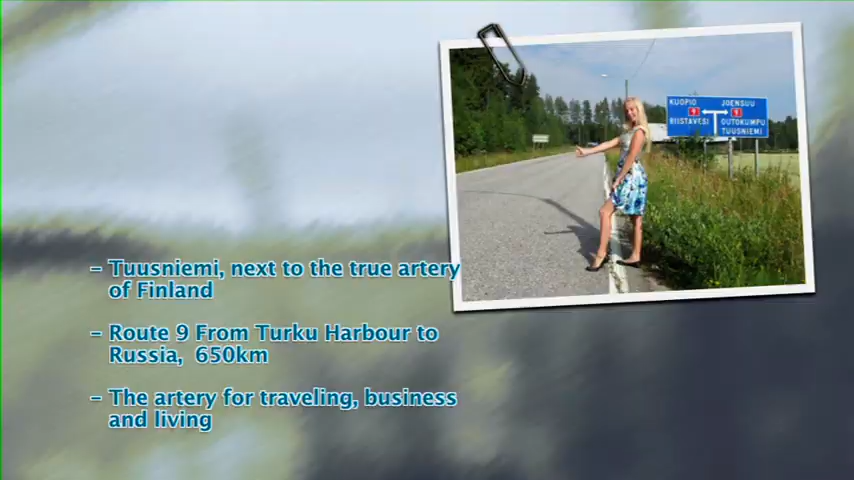 KUOPIO JOENSUU
9 9
RIISTAVESI OUTOKUMPU
TUUSNIEMI
– Tuusniemi, next to the true artery
of Finland
– Route 9 From Turku Harbour to
Russia, 650km
– The artery for traveling, business
and living